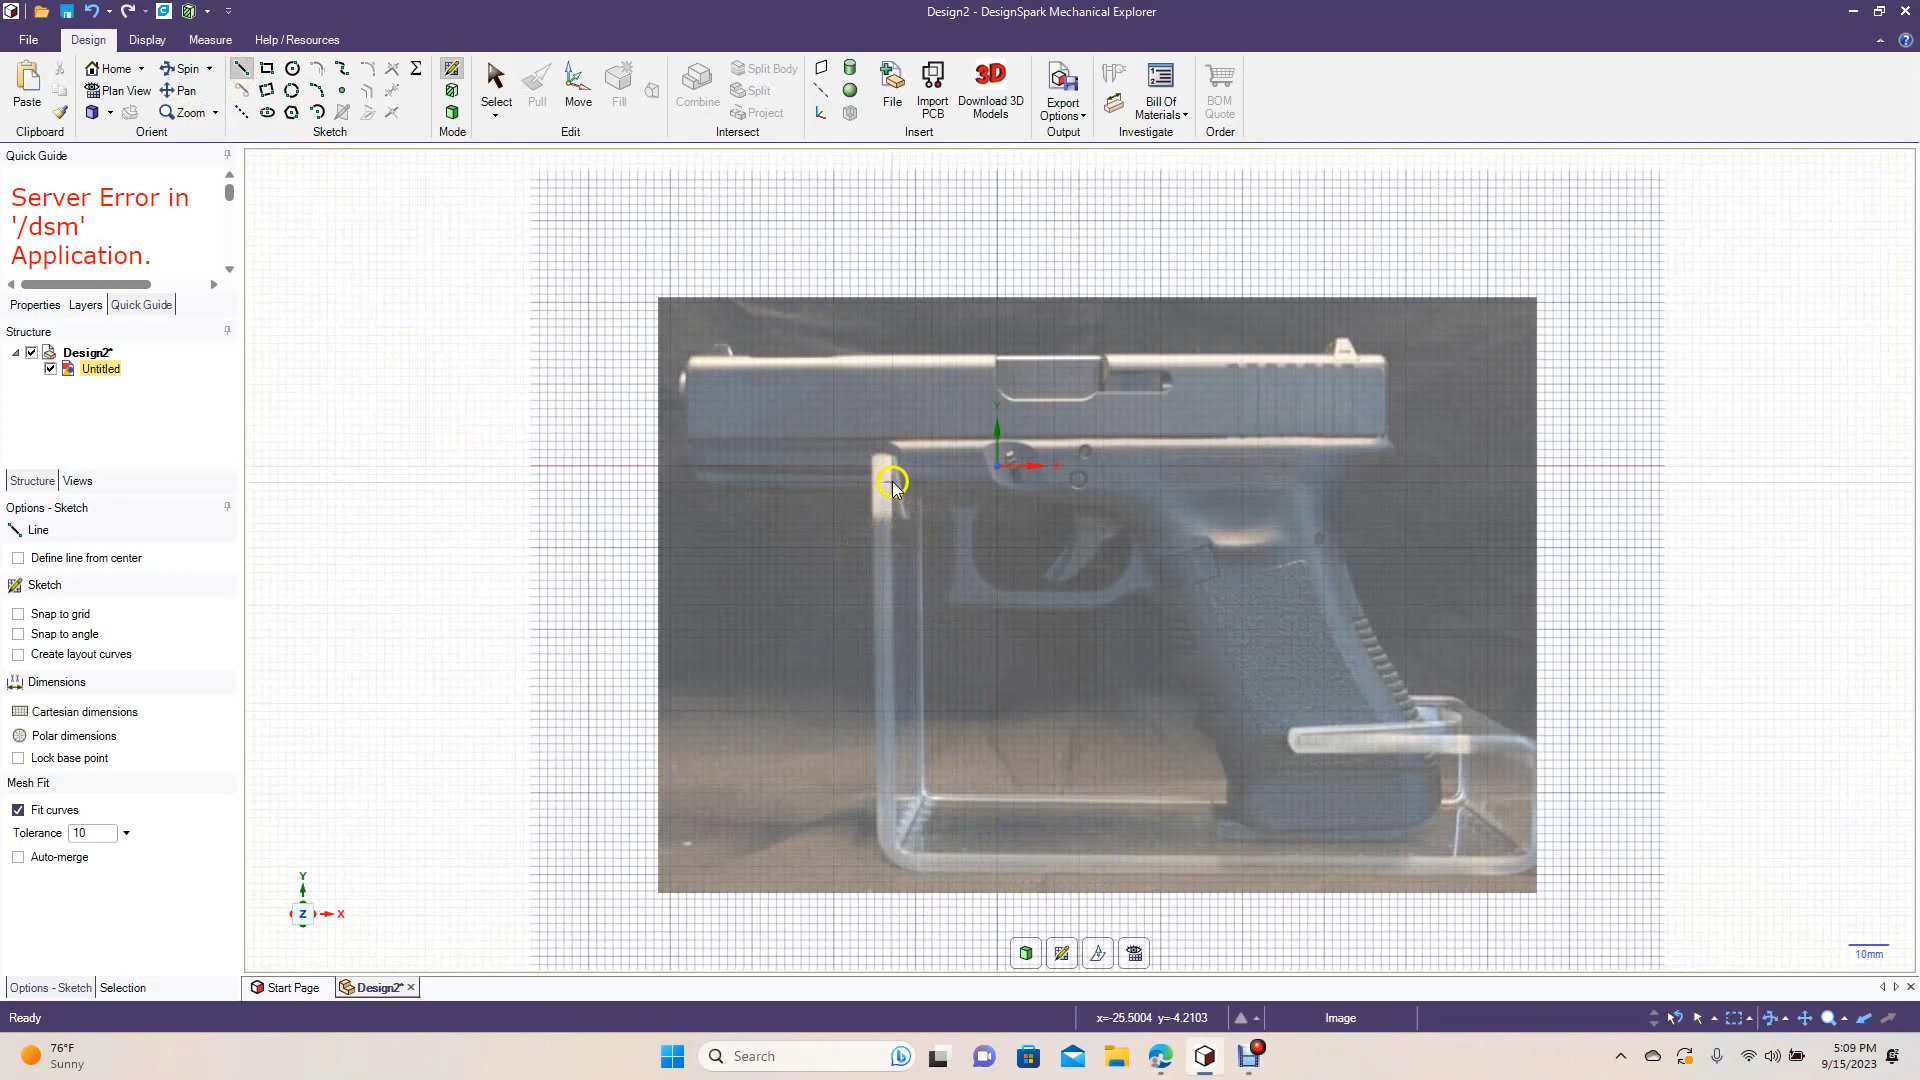 Design2 - DesignSpark Mechanical Explorer
File Design Display Measure Help / Resources
Paste
Clipboard
Home Spin
Plan View Pan
Zoom
Orient
Sketch
Mode
Select Pull Move Fill
Edit
Combine
Split Body
Split
Project
Intersect
File Import PCB Download 3D Models
3D
Insert
Export Options
Output
Bill Of Materials
Investigate
BOM Quote
Order
Quick Guide
Server Error in
'/dsm'
Application.
Properties Layers Quick Guide
Structure
Design2*
Untitled
Structure Views
Options - Sketch
Line
Define line from center
Sketch
Snap to grid
Snap to angle
Create layout curves
Dimensions
Cartesian dimensions
Polar dimensions
Lock base point
Mesh Fit
Fit curves
Tolerance 10
Auto-merge
Y
X
Y
Z X
10mm
Options - Sketch Selection
Start Page Design2*
Ready
x=-25.5004 y=-4.2103
Image
76°F
Sunny
Search
5:09 PM
9/15/2023